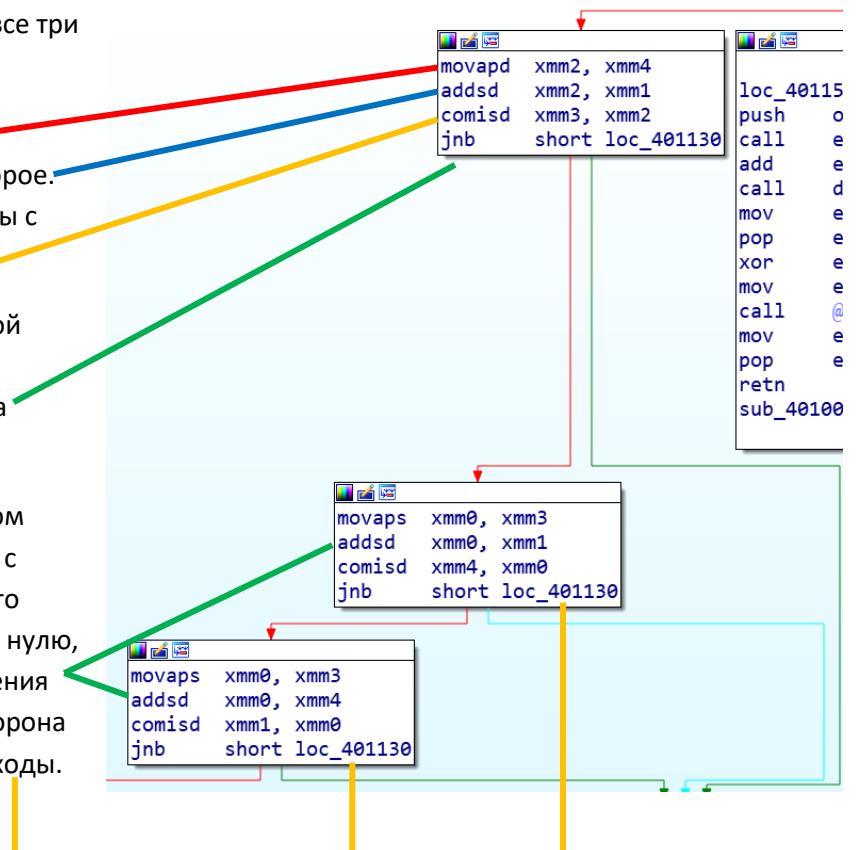 все три
рое.
ы с
ой
а
ом
с
го
нулю,
ения
орона
коды.
movapd xmm2, xmm4
addsd xmm2, xmm1
comisd xmm3, xmm2
jnb short loc_401130
loc_40115
push o
call e
add e
call d
mov e
pop e
xor e
mov e
call @
mov e
pop e
retn
sub_40100
movaps xmm0, xmm3
addsd xmm0, xmm1
comisd xmm4, xmm0
jnb short loc_401130
movaps xmm0, xmm3
addsd xmm0, xmm4
comisd xmm1, xmm0
jnb short loc_401130